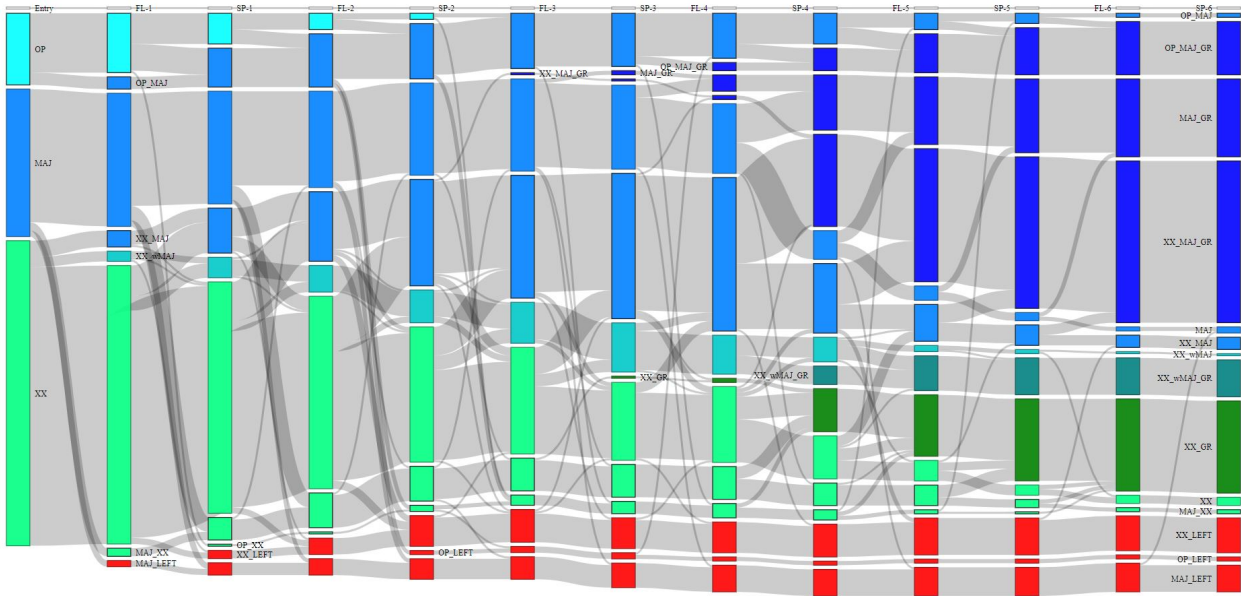 Entry FL-1 SP-1 FL-2 SP-2 FL-3 SP-3 FL-4 SP-4 FL-5 SP-5 FL-6 SP-6
OP_MAJ
OP
OP_MAJ_GR
OP_MAJ_GR
XX_MAJ_GR
MAJ_GR
OP_MAJ
MAJ_GR
MAJ
XX_MAJ
XX_MAJ_GR
XX_wMAJ
MAJ
XX_MAJ
XX_wMAJ
XX_GR
XX_wMAJ_GR
XX_wMAJ_GR
XX
XX_GR
XX
MAJ_XX
XX_LEFT
OP_XX
MAJ_XX
XX_LEFT
OP_LEFT
OP_LEFT
MAJ_LEFT
MAJ_LEFT